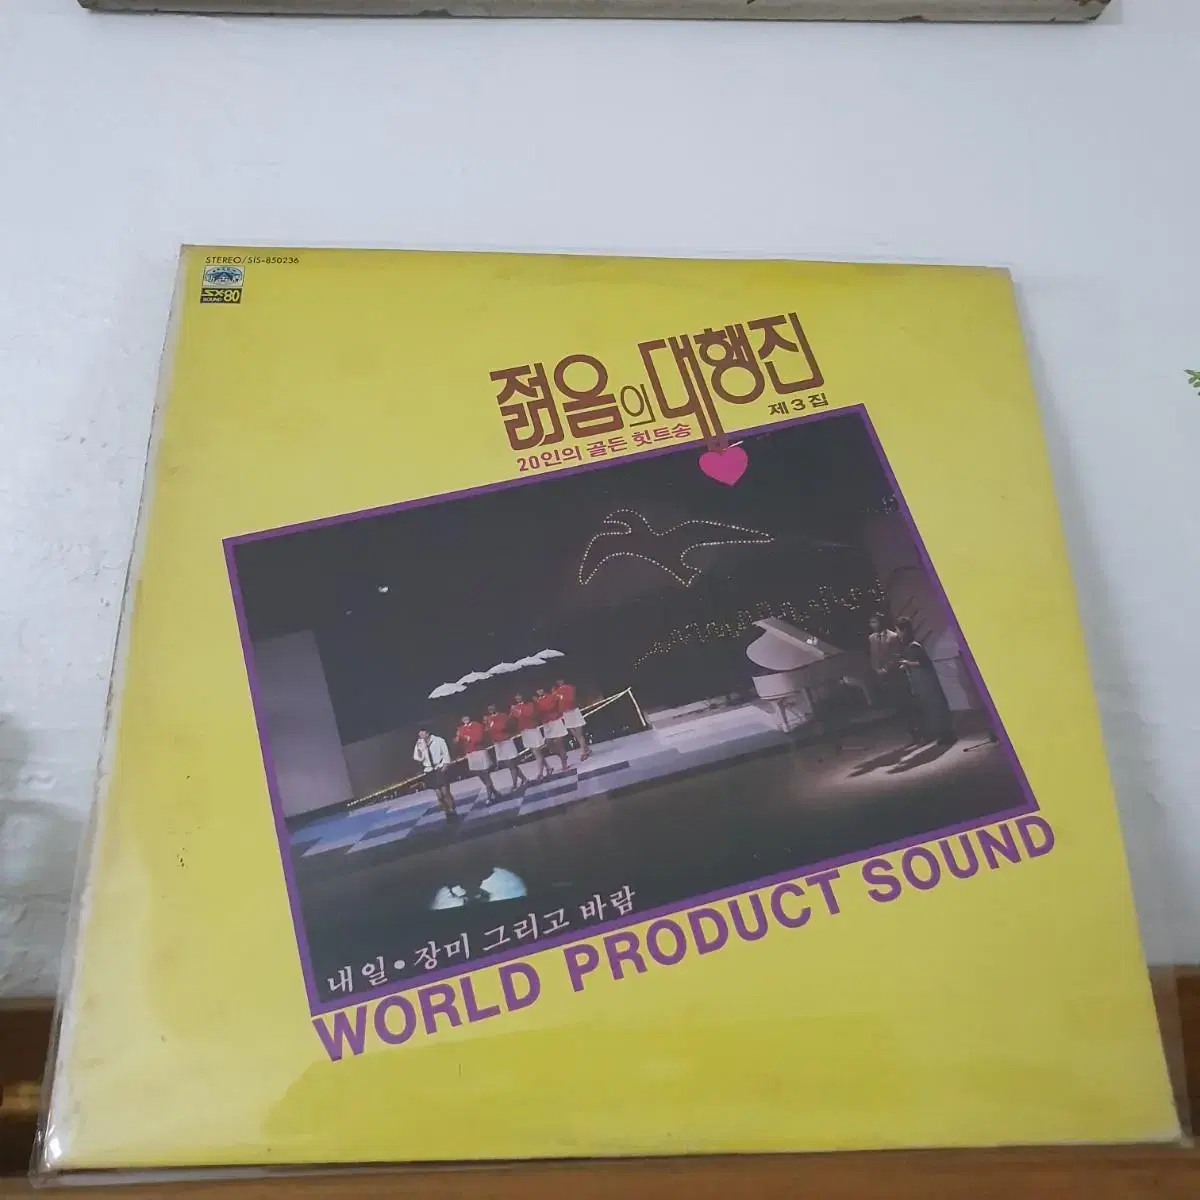 STEREO/SIS-850236
SX80
SOUND
젊음의 대행진
제3집
20인의 골든 힛트송
내일·장미 그리고 바람
WORLD PRODUCT SOUND